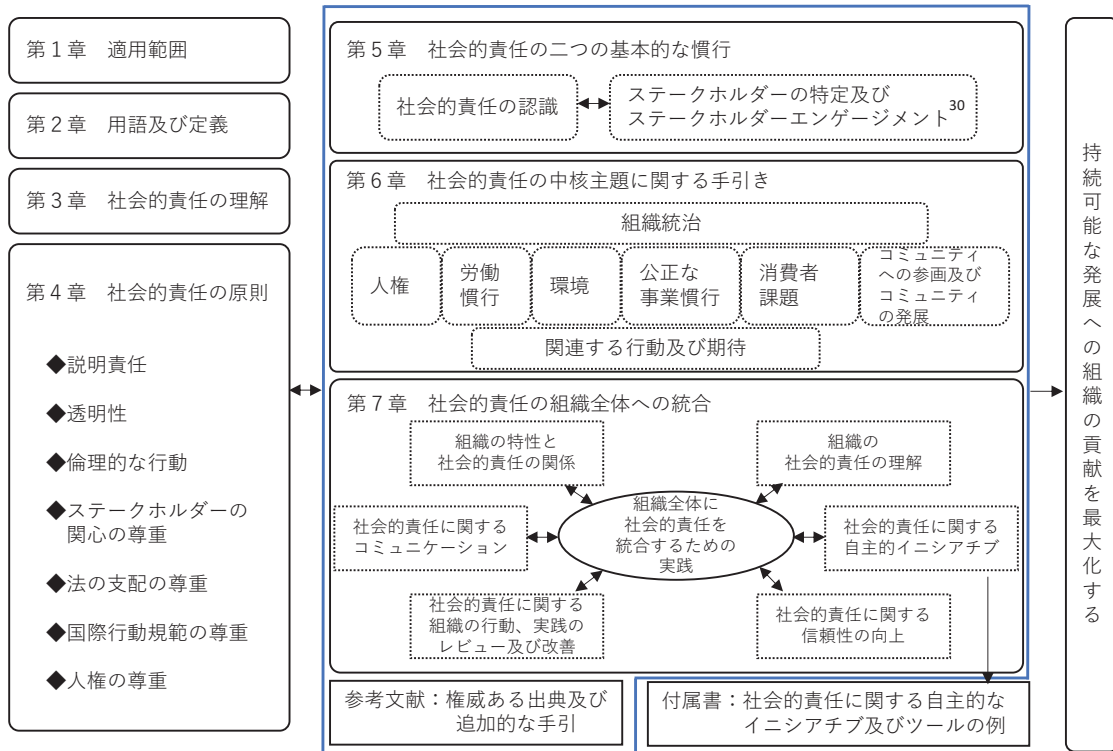 第1章　適用範囲
第2章　用語及び定義
第3章　社会的責任の理解
第4章　社会的責任の原則
◆説明責任
◆透明性
◆倫理的な行動
◆ステークホルダーの
関心の尊重
◆法の支配の尊重
◆国際行動規範の尊重
◆人権の尊重
第5章　社会的責任の二つの基本的な慣行
社会的責任の認識
ステークホルダーの特定及び
ステークホルダーエンゲージメント30
第6章　社会的責任の中核主題に関する手引き
組織統治
人権
労働
慣行
環境
公正な
事業慣行
消費者
課題
コミュニティ
への参画及び
コミュニティ
の発展
関連する行動及び期待
第7章　社会的責任の組織全体への統合
組織の特性と
社会的責任の関係
組織の
社会的責任の理解
社会的責任に関する
コミュニケーション
組織全体に
社会的責任を
統合するための
実践
社会的責任に関する
自主的イニシアチブ
社会的責任に関する
組織の行動、実践の
レビュー及び改善
社会的責任に関する
信頼性の向上
参考文献：権威ある出典及び
追加的な手引
付属書：社会的責任に関する自主的な
イニシアチブ及びツールの例
持続可能な発展への組織の貢献を最大化する